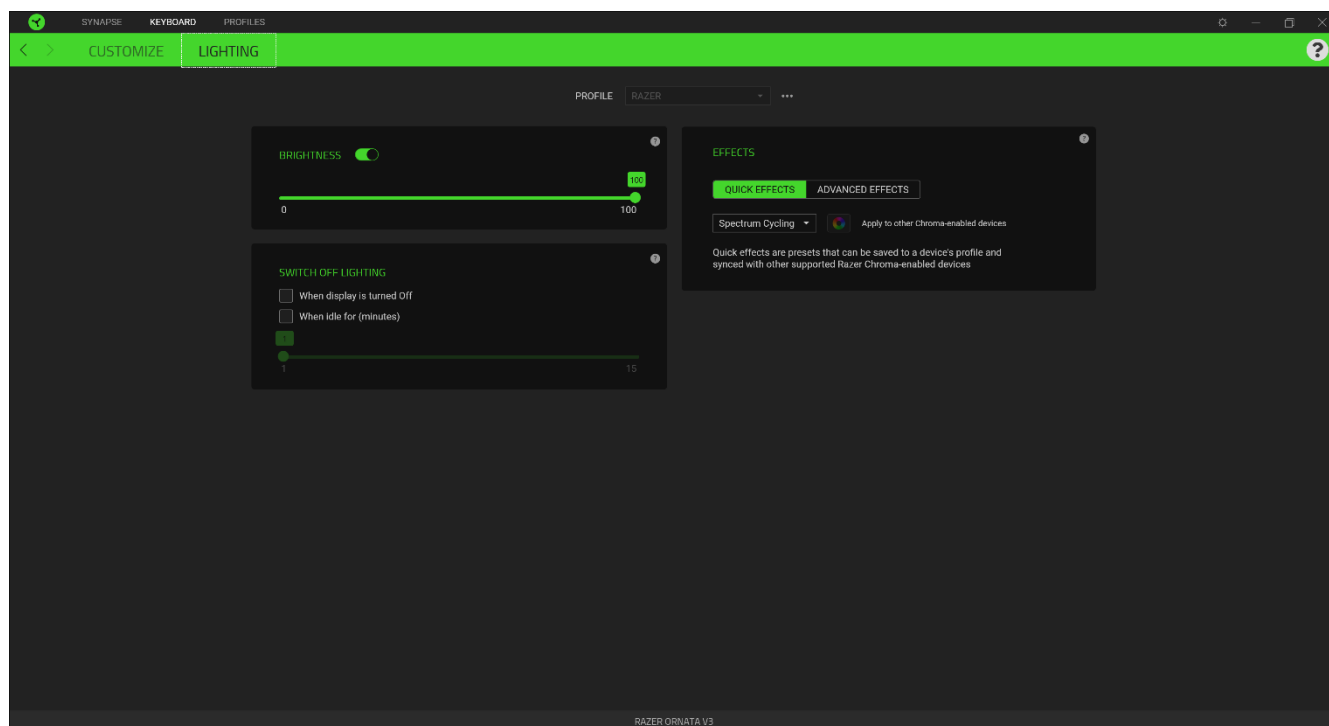 SYNAPSE KEYBOARD PROFILES
CUSTOMIZE LIGHTING ?
PROFILE RAZER
BRIGHTNESS ?
100
0 100
SWITCH OFF LIGHTING ?
When display is turned Off
When idle for (minutes)
1
1 15
EFFECTS ?
QUICK EFFECTS ADVANCED EFFECTS
Spectrum Cycling Apply to other Chroma-enabled devices
Quick effects are presets that can be saved to a device's profile and
synced with other supported Razer Chroma-enabled devices
RAZER ORNATA V3